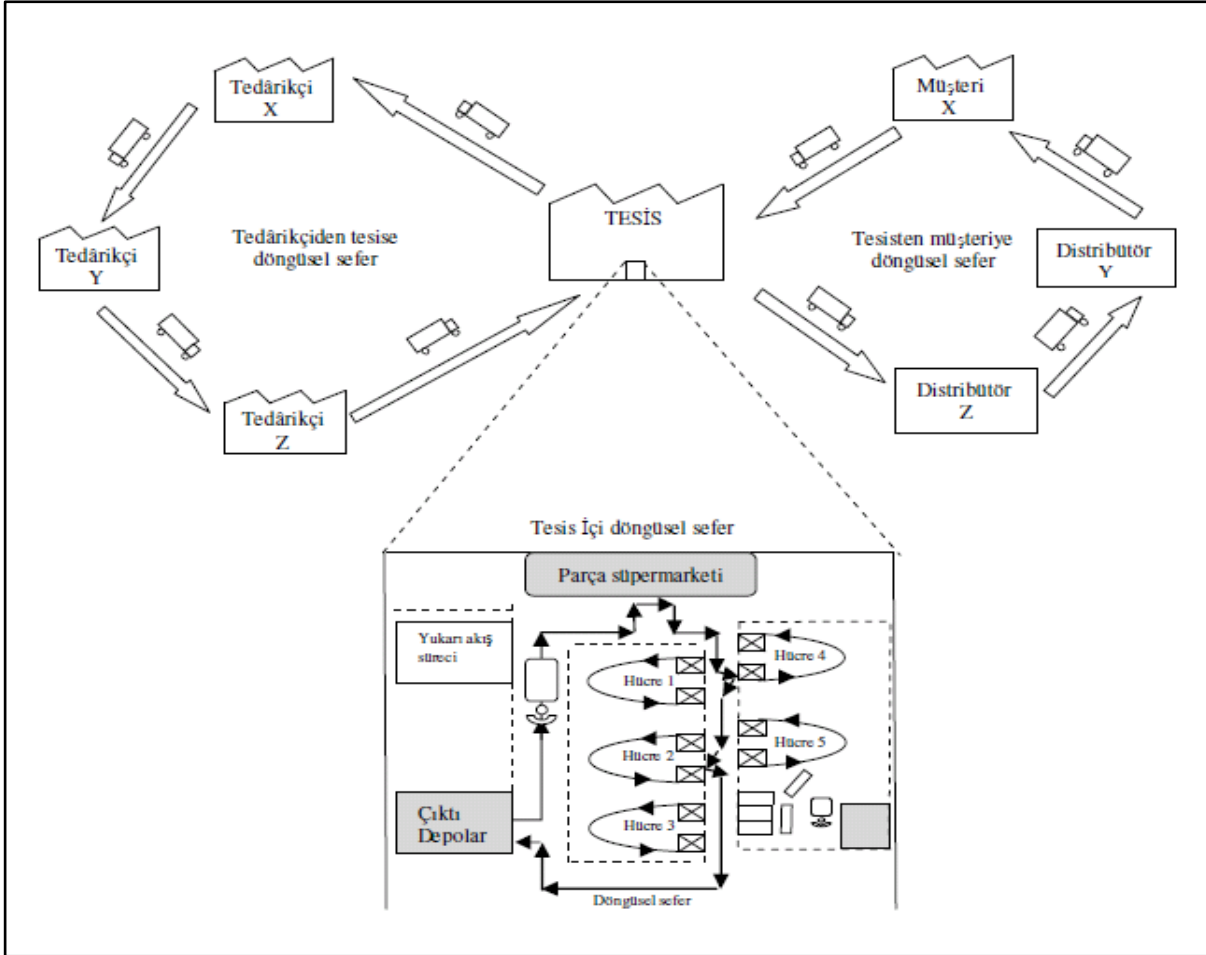 Tedârikçi
X
Müşteri
X
TESİS
Tedârikçiden tesise
döngüsel sefer
Tesisten müşteriye
döngüsel sefer
Tedârikçi
Y
Distribütör
Y
Tedârikçi
Z
Distribütör
Z
Tesis İçi döngüsel sefer
Parça süpermarketi
Yukarı akış
süreci
Hücre 1
Hücre 4
Hücre 2
Hücre 5
Çıktı
Depolar
Hücre 3
Döngüsel sefer